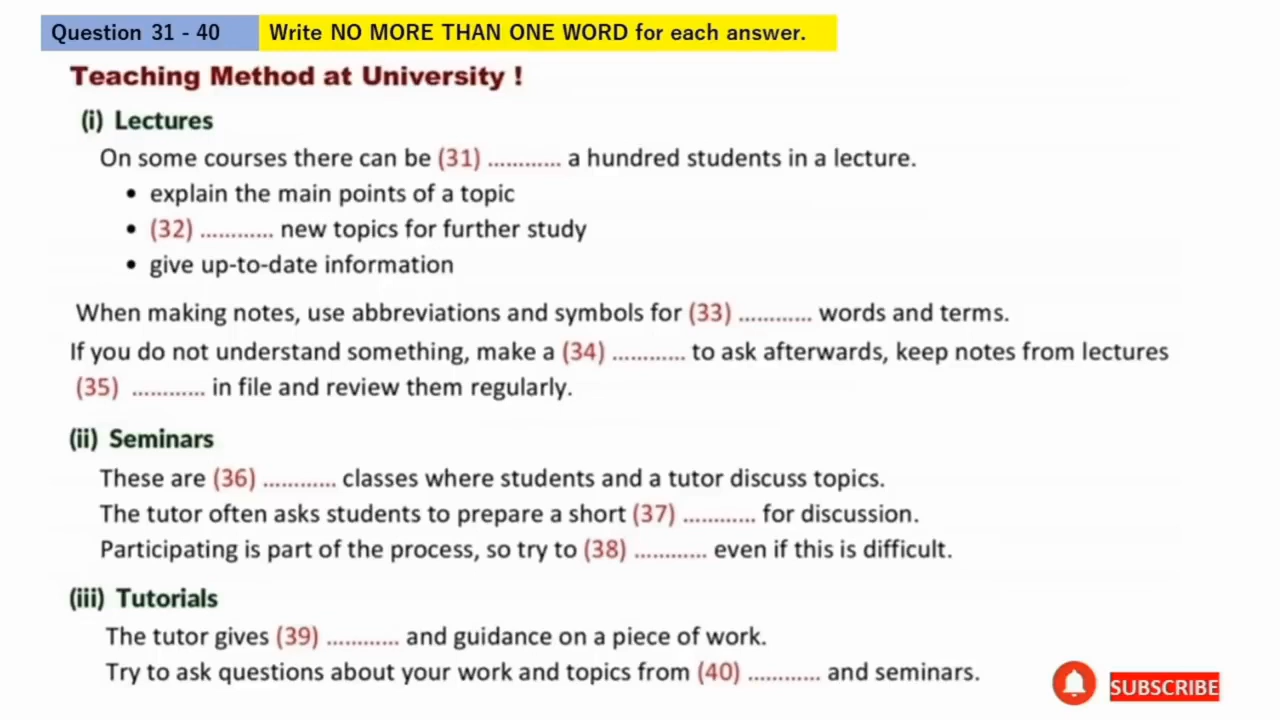 Question 31 - 40
Write NO MORE THAN ONE WORD for each answer.
Teaching Method at University !
(i) Lectures
On some courses there can be (31) ............ a hundred students in a lecture.
• explain the main points of a topic
• (32) ............ new topics for further study
• give up-to-date information
When making notes, use abbreviations and symbols for (33) ............ words and terms.
If you do not understand something, make a (34) ............ to ask afterwards, keep notes from lectures
(35) ............ in file and review them regularly.
(ii) Seminars
These are (36) ............ classes where students and a tutor discuss topics.
The tutor often asks students to prepare a short (37) ............ for discussion.
Participating is part of the process, so try to (38) ............ even if this is difficult.
(iii) Tutorials
The tutor gives (39) ............ and guidance on a piece of work.
Try to ask questions about your work and topics from (40) ............ and seminars.
SUBSCRIBE